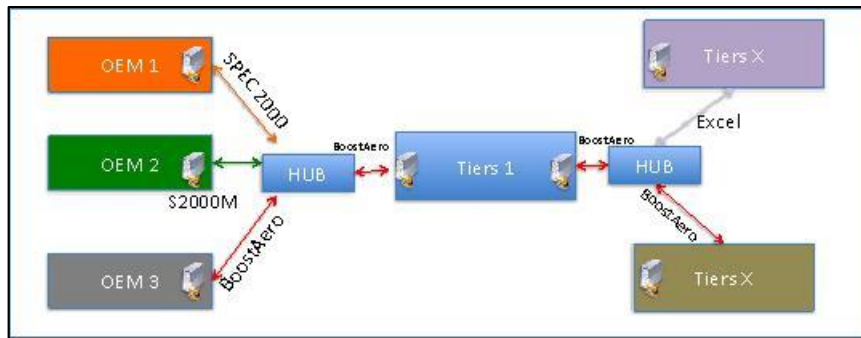 OEM 1
SPEC 2000
OEM 2
S2000M
OEM 3
BoostAero
HUB
BoostAero
Tiers 1
BoostAero
HUB
Tiers X
Excel
BoostAero
Tiers X